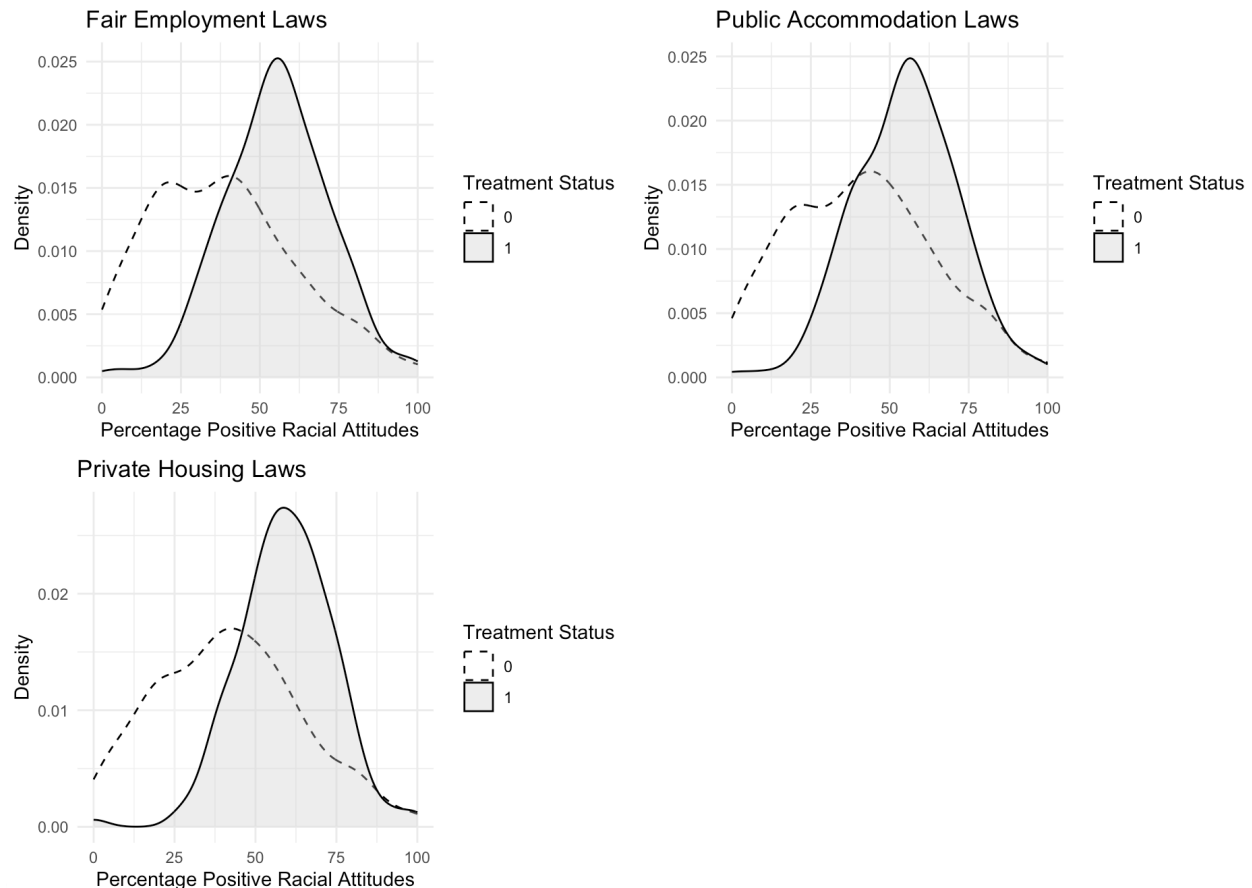 Fair Employment Laws
0.025
0.020
0.015
0.010
0.005
0.000
Density
0 25 50 75 100
Percentage Positive Racial Attitudes
Treatment Status
0
1
Public Accommodation Laws
0.025
0.020
0.015
0.010
0.005
0.000
Density
0 25 50 75 100
Percentage Positive Racial Attitudes
Treatment Status
0
1
Private Housing Laws
0.02
0.01
0.00
Density
0 25 50 75 100
Percentage Positive Racial Attitudes
Treatment Status
0
1